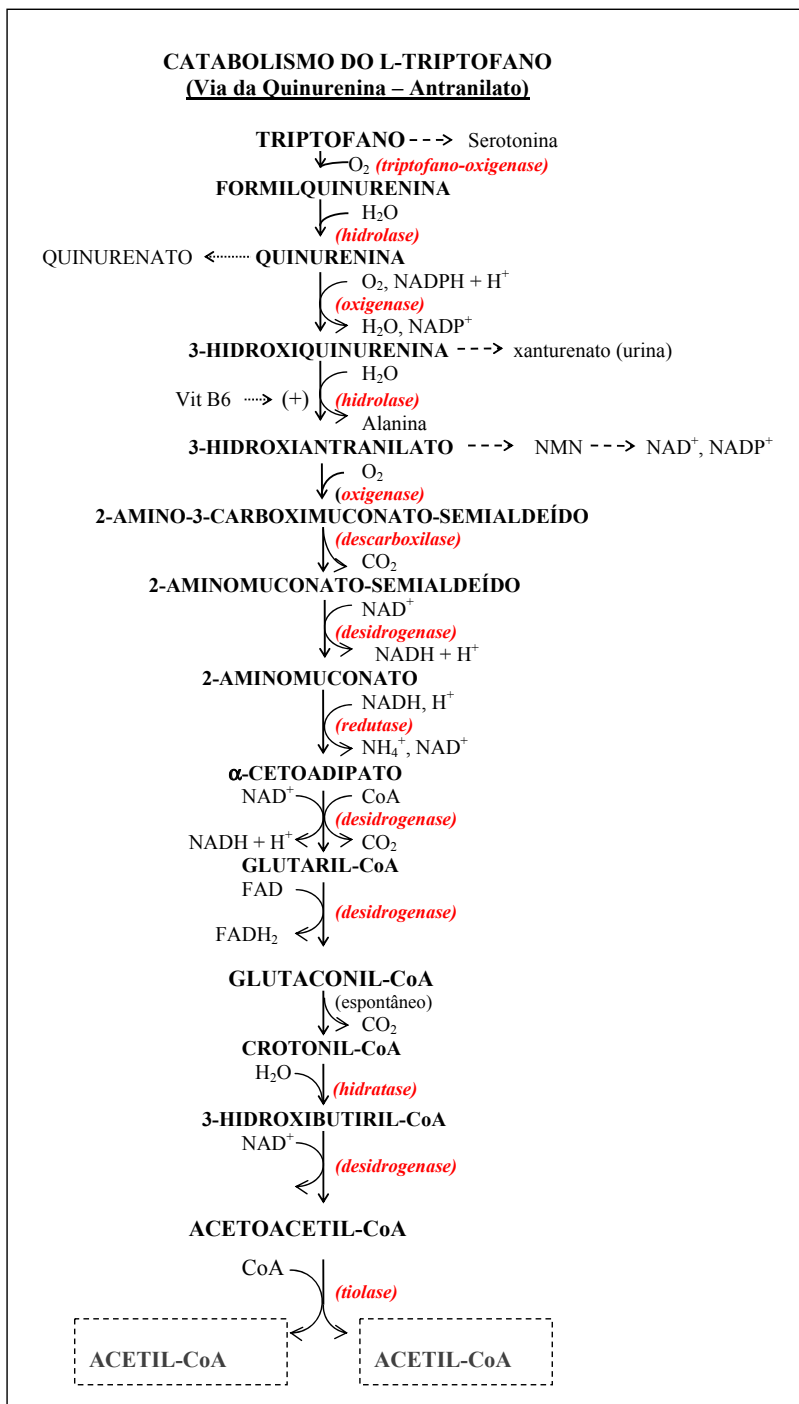 CATABOLISMO DO L-TRIPTOFANO
(Via da Quinurenina – Antranilato)
TRIPTOFANO Serotonina
O₂ (triptofano-oxigenase)
FORMILQUINURENINA
H₂O
(hidrolase)
QUINURENATO QUINURENINA
O₂, NADPH + H⁺
(oxigenase)
H₂O, NADP⁺
3-HIDROXIQUINURENINA xanturenato (urina)
H₂O
Vit B6 (+) (hidrolase)
Alanina
3-HIDROXIANTRANILATO NMN NAD⁺, NADP⁺
O₂
(oxigenase)
2-AMINO-3-CARBOXIMUCONATO-SEMIALDEÍDO
(descarboxilase)
CO₂
2-AMINOMUCONATO-SEMIALDEÍDO
NAD⁺
(desidrogenase)
NADH + H⁺
2-AMINOMUCONATO
NADH, H⁺
(redutase)
NH₄⁺, NAD⁺
α-CETOADIPATO
NAD⁺ CoA
(desidrogenase)
NADH + H⁺ CO₂
GLUTARIL-CoA
FAD
(desidrogenase)
FADH₂
GLUTACONIL-CoA
(espontâneo)
CO₂
CROTONIL-CoA
H₂O
(hidratase)
3-HIDROXIBUTIRIL-CoA
NAD⁺
(desidrogenase)
ACETOACETIL-CoA
CoA
(tiolase)
ACETIL-CoA ACETIL-CoA